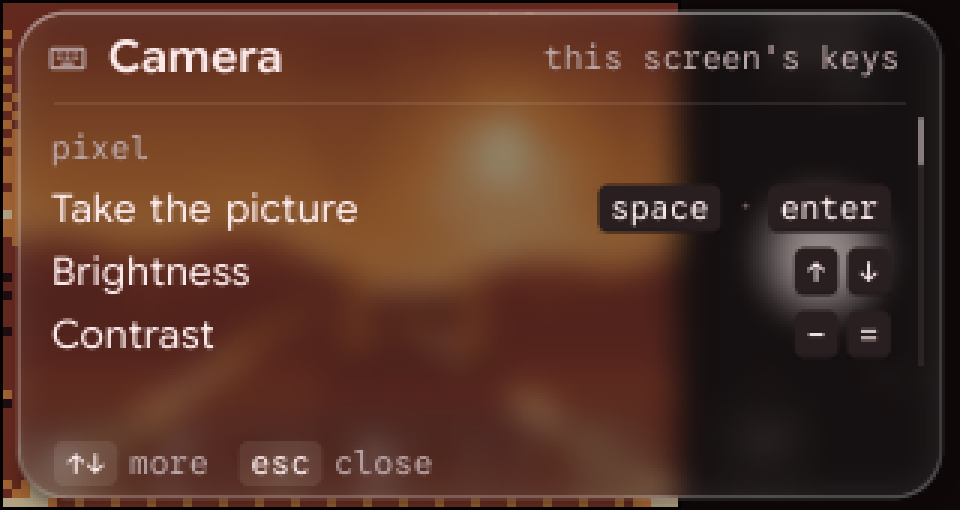 Camera this screen's keys
pixel
Take the picture space · enter
Brightness ↑ ↓
Contrast - =
↑↓ more esc close